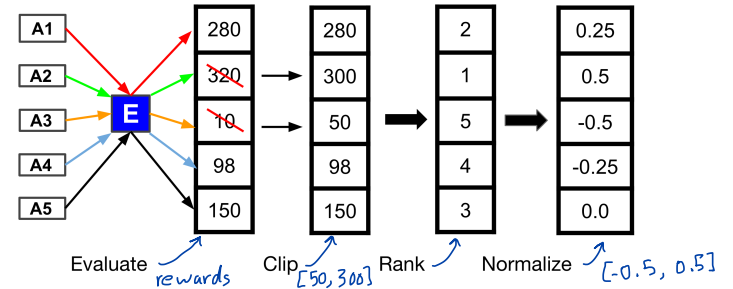 A1 280 280 2 0.25
A2 320 300 1 0.5
A3 E 10 50 5 -0.5
A4 98 98 4 -0.25
A5 150 150 3 0.0
Evaluate Clip Rank Normalize
rewards [50,300] [-0.5, 0.5]